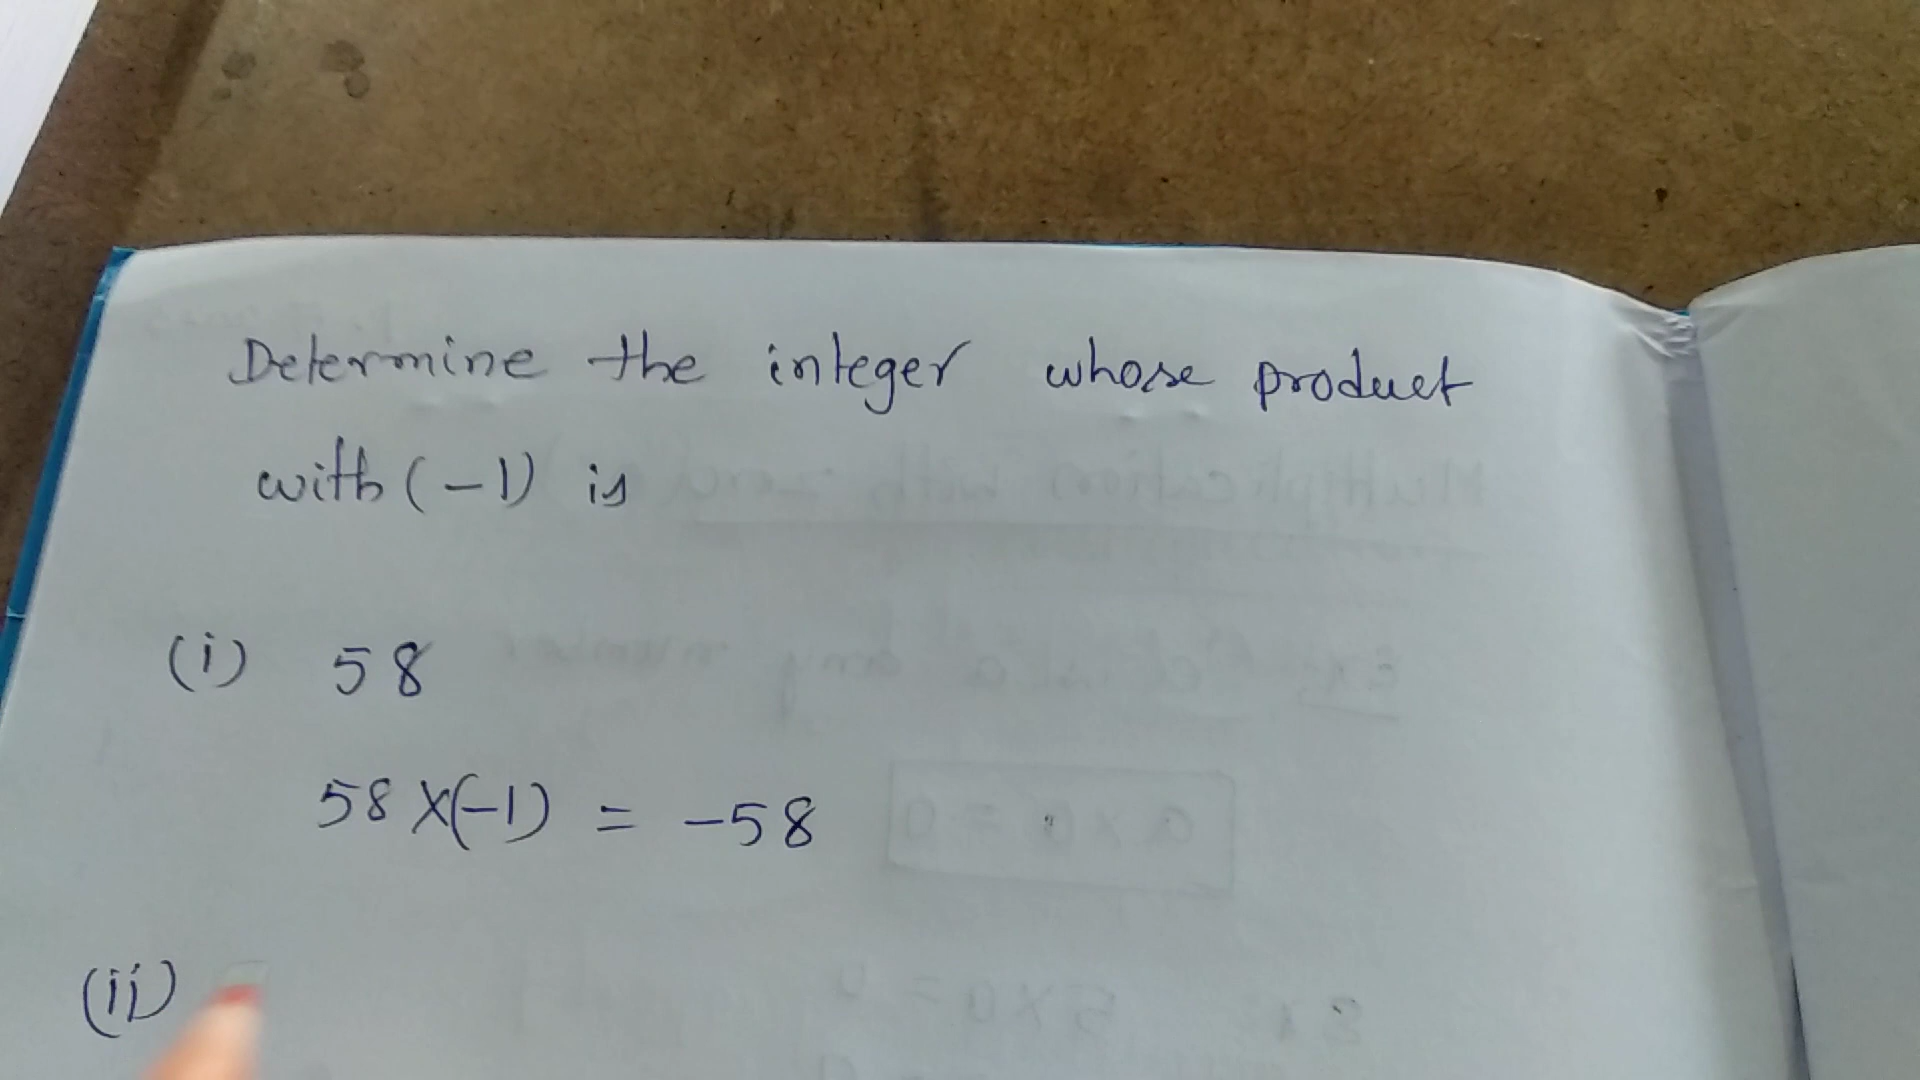 Determine the integer whose product
with (-1) is
(i) 58
58 X(-1) = -58
(ii)